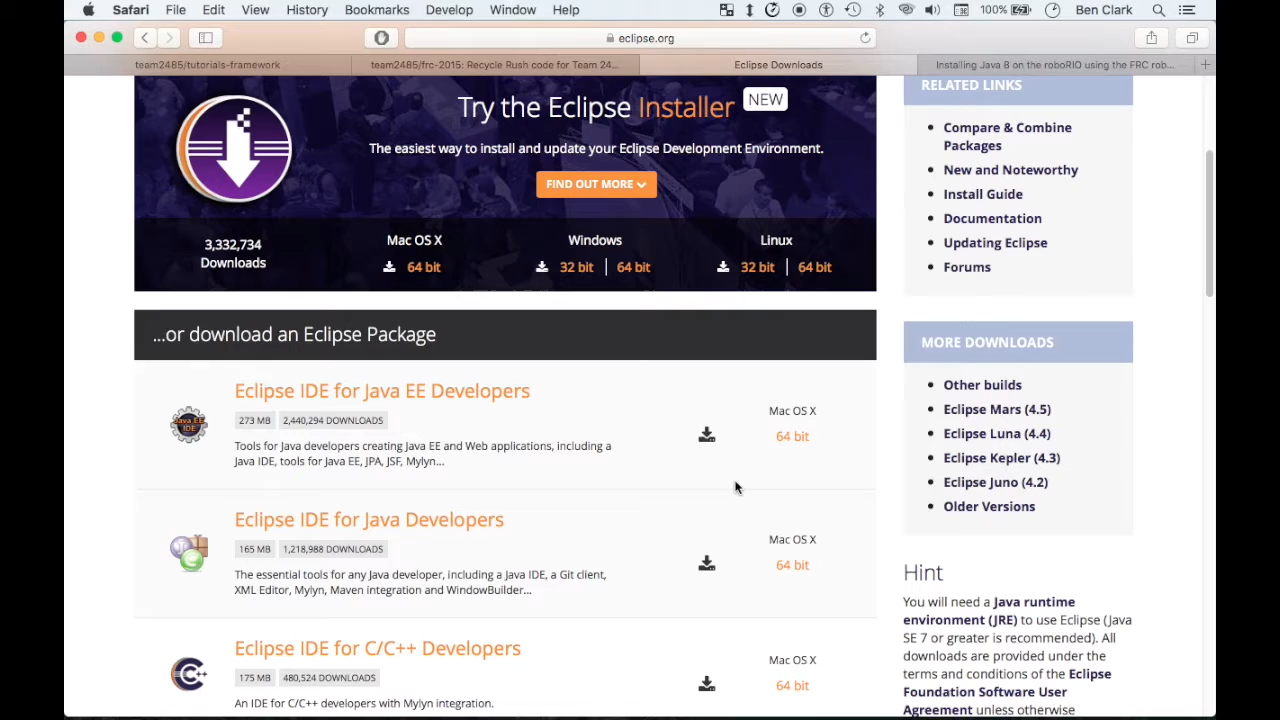 Safari File Edit View History Bookmarks Develop Window Help 100% Ben Clark
eclipse.org
team2485/tutorials-framework
team2485/frc-2015: Recycle Rush code for Team 24...
Eclipse Downloads
Installing Java 8 on the roboRIO using the FRC rob...
Try the Eclipse Installer NEW
The easiest way to install and update your Eclipse Development Environment.
FIND OUT MORE
3,332,734
Downloads
Mac OS X
64 bit
Windows
32 bit | 64 bit
Linux
32 bit | 64 bit
...or download an Eclipse Package
Eclipse IDE for Java EE Developers
273 MB 2,440,294 DOWNLOADS
Tools for Java developers creating Java EE and Web applications, including a
Java IDE, tools for Java EE, JPA, JSF, Mylyn...
Mac OS X
64 bit
Java EE
IDE
Eclipse IDE for Java Developers
165 MB 1,218,988 DOWNLOADS
The essential tools for any Java developer, including a Java IDE, a Git client,
XML Editor, Mylyn, Maven integration and WindowBuilder...
Mac OS X
64 bit
Eclipse IDE for C/C++ Developers
175 MB 480,524 DOWNLOADS
An IDE for C/C++ developers with Mylyn integration.
Mac OS X
64 bit
C++
RELATED LINKS
Compare & Combine
Packages
New and Noteworthy
Install Guide
Documentation
Updating Eclipse
Forums
MORE DOWNLOADS
Other builds
Eclipse Mars (4.5)
Eclipse Luna (4.4)
Eclipse Kepler (4.3)
Eclipse Juno (4.2)
Older Versions
Hint
You will need a Java runtime
environment (JRE) to use Eclipse (Java
SE 7 or greater is recommended). All
downloads are provided under the
terms and conditions of the Eclipse
Foundation Software User
Agreement unless otherwise